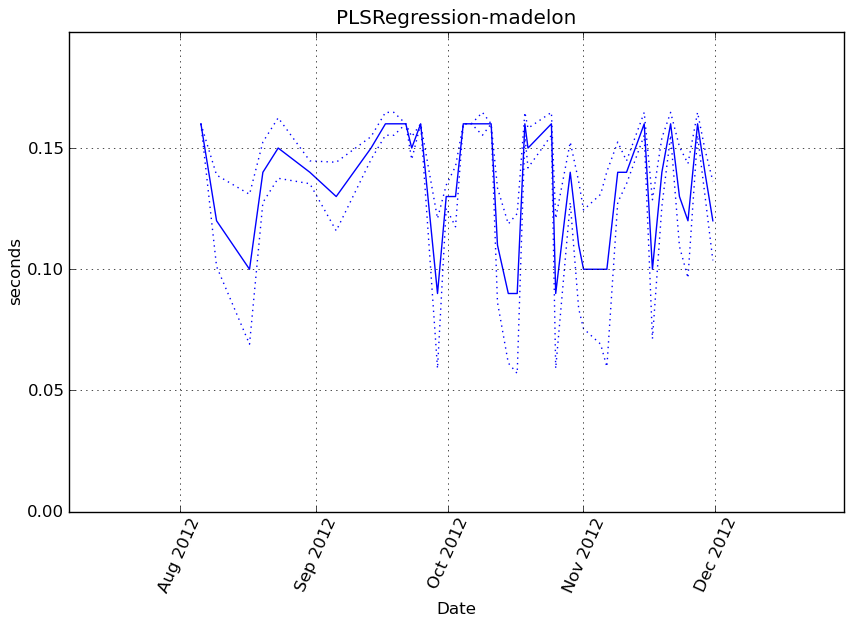 PLSRegression-madelon
seconds
0.15
0.10
0.05
0.00
Aug 2012
Sep 2012
Oct 2012
Nov 2012
Dec 2012
Date